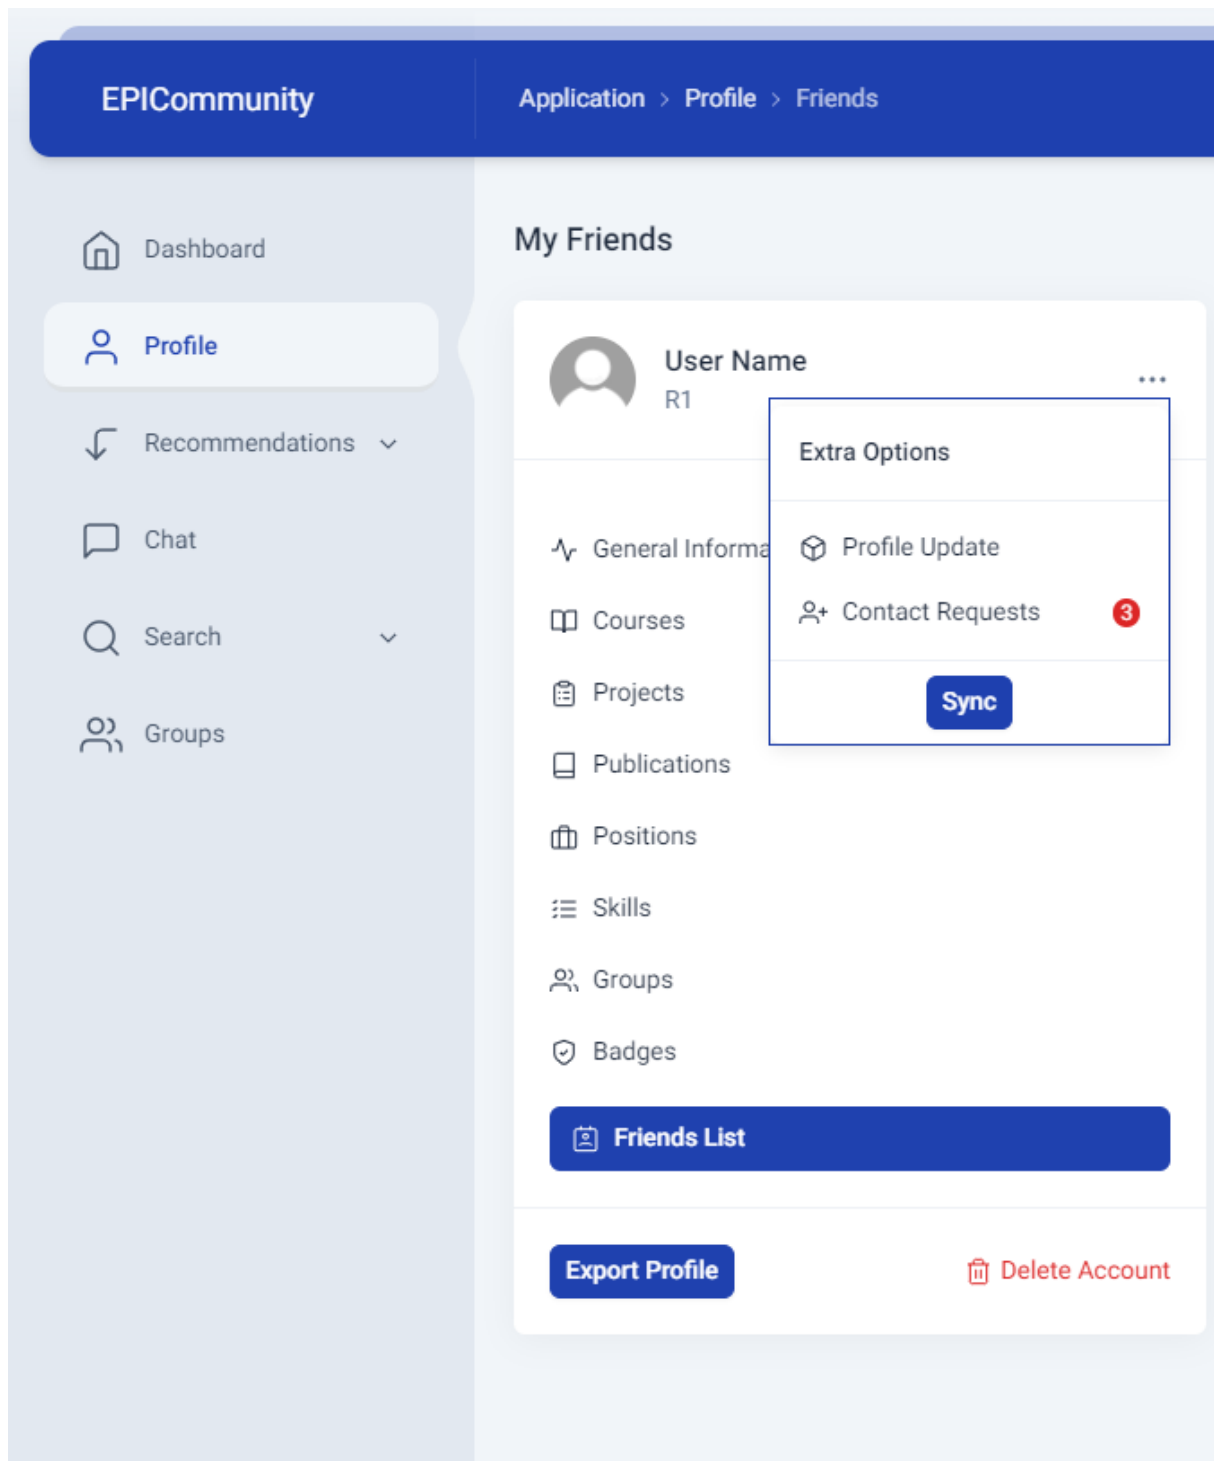 EPICommunity
Application > Profile > Friends
Dashboard
Profile
Recommendations
Chat
Search
Groups
My Friends
User Name
R1
Extra Options
Profile Update
Contact Requests 3
Sync
General Informa
Courses
Projects
Publications
Positions
Skills
Groups
Badges
Friends List
Export Profile
Delete Account